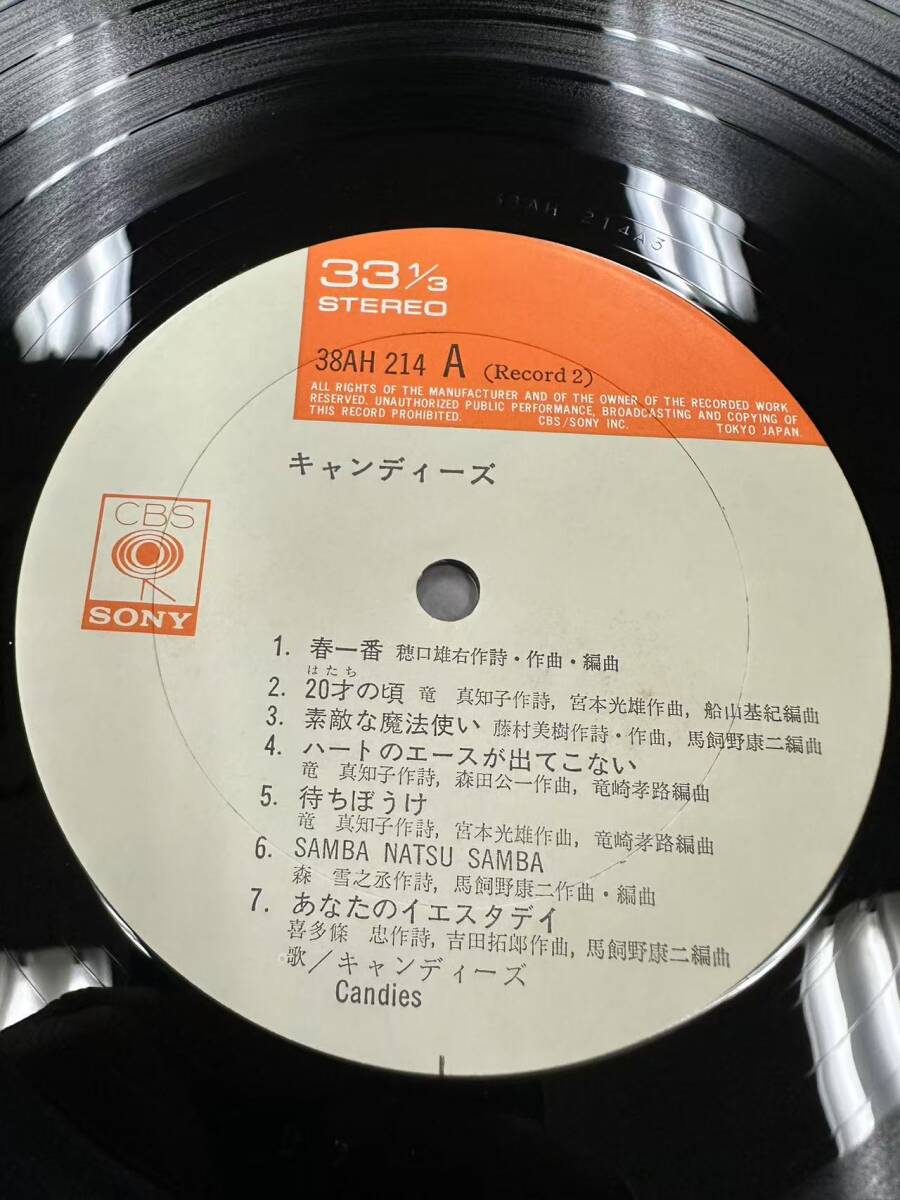 38AH 214A3
33 1/3
STEREO
38AH 214 A (Record 2)
ALL RIGHTS OF THE MANUFACTURER AND OF THE OWNER OF THE RECORDED WORK
RESERVED. UNAUTHORIZED PUBLIC PERFORMANCE, BROADCASTING AND COPYING OF
THIS RECORD PROHIBITED. CBS/SONY INC. TOKYO JAPAN.
キャンディーズ
CBS
SONY
1. 春一番 穂口雄右作詩・作曲・編曲
はたち
2. 20才の頃 竜 真知子作詩, 宮本光雄作曲, 船山基紀編曲
3. 素敵な魔法使い 藤村美樹作詩・作曲, 馬飼野康二編曲
4. ハートのエースが出てこない
竜 真知子作詩, 森田公一作曲, 竜崎孝路編曲
5. 待ちぼうけ
竜 真知子作詩, 宮本光雄作曲, 竜崎孝路編曲
6. SAMBA NATSU SAMBA
森 雪之丞作詩, 馬飼野康二作曲・編曲
7. あなたのイエスタデイ
喜多條 忠作詩, 吉田拓郎作曲, 馬飼野康二編曲
歌/キャンディーズ
Candies